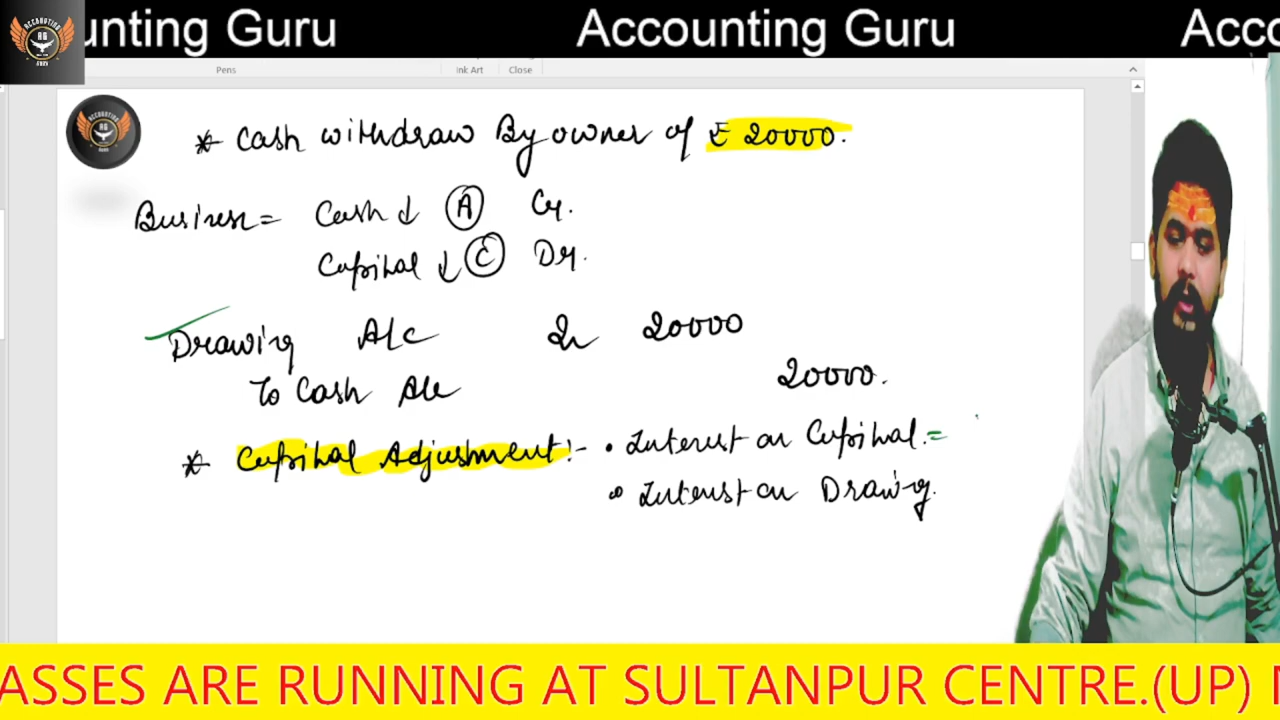 unting Guru Accounting Guru Acco
Pens Ink Art Close
* Cash withdraw By owner of ₹ 20000.
Business = Cash ↓ (A) Cr.
Capital ↓ (C) Dr.
Drawing A/c Dr 20000
To Cash A/c 20000.
* Capital Adjustment :- • Interest on Capital. =
• Interest on Drawing.
ASSES ARE RUNNING AT SULTANPUR CENTRE.(UP)